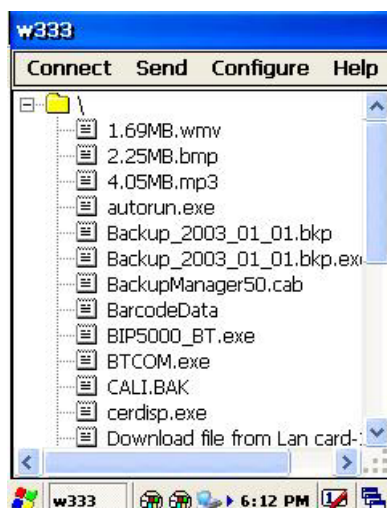 w333
Connect Send Configure Help
\
1.69MB.wmv
2.25MB.bmp
4.05MB.mp3
autorun.exe
Backup_2003_01_01.bkp
Backup_2003_01_01.bkp.ex
BackupManager50.cab
BarcodeData
BIP5000_BT.exe
BTCOM.exe
CALI.BAK
cerdisp.exe
Download file from Lan card-
w333 6:12 PM